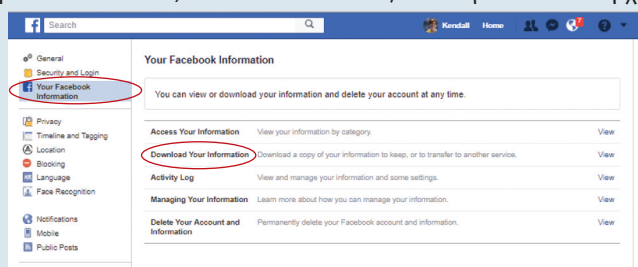 f Search Kendall Home 7
General
Security and Login
Your Facebook
Information
Privacy
Timeline and Tagging
Location
Blocking
Language
Face Recognition
Notifications
Mobile
Public Posts
Your Facebook Information
You can view or download your information and delete your account at any time.
Access Your Information View your information by category. View
Download Your Information Download a copy of your information to keep, or to transfer to another service. View
Activity Log View and manage your information and some settings. View
Managing Your Information Learn more about how you can manage your information. View
Delete Your Account and Permanently delete your Facebook account and information. View
Information